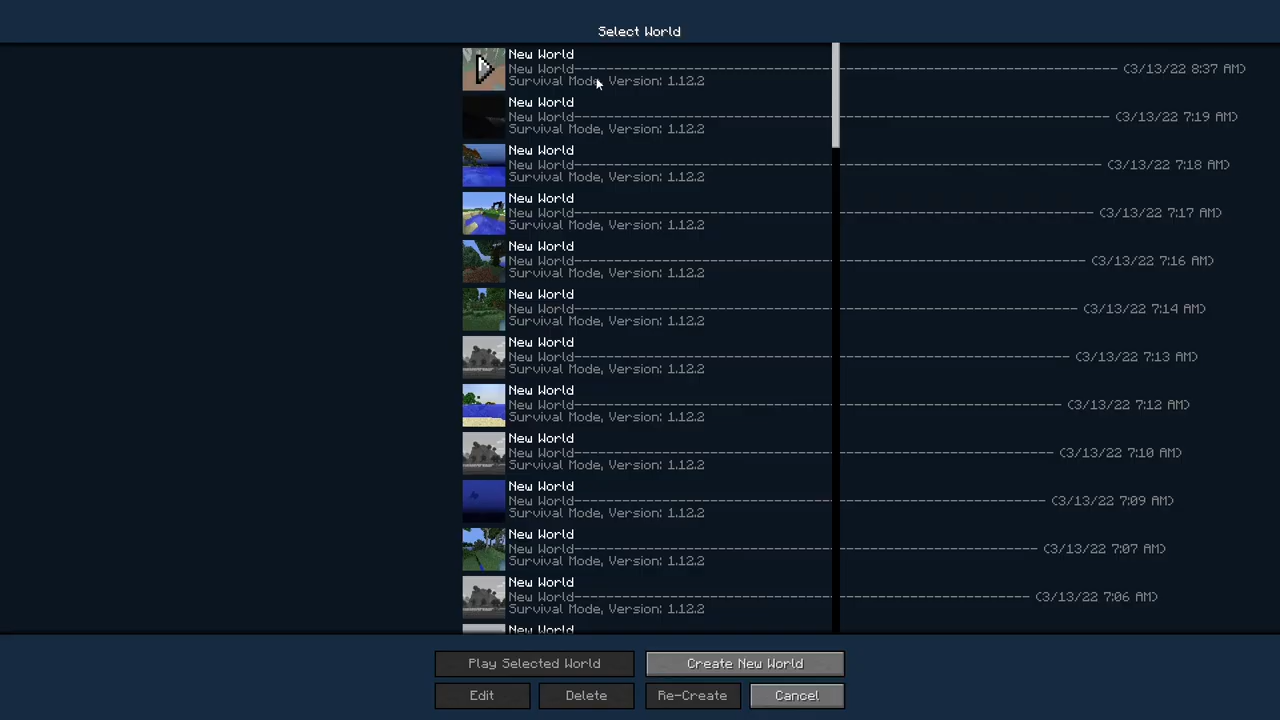 Select World
New World
New World-------------------------------------------------------------------- (3/13/22 8:37 AM)
Survival Mode, Version: 1.12.2
New World
New World------------------------------------------------------------------- (3/13/22 7:19 AM)
Survival Mode, Version: 1.12.2
New World
New World------------------------------------------------------------------ (3/13/22 7:18 AM)
Survival Mode, Version: 1.12.2
New World
New World----------------------------------------------------------------- (3/13/22 7:17 AM)
Survival Mode, Version: 1.12.2
New World
New World---------------------------------------------------------------- (3/13/22 7:16 AM)
Survival Mode, Version: 1.12.2
New World
New World--------------------------------------------------------------- (3/13/22 7:14 AM)
Survival Mode, Version: 1.12.2
New World
New World-------------------------------------------------------------- (3/13/22 7:13 AM)
Survival Mode, Version: 1.12.2
New World
New World------------------------------------------------------------- (3/13/22 7:12 AM)
Survival Mode, Version: 1.12.2
New World
New World------------------------------------------------------------ (3/13/22 7:10 AM)
Survival Mode, Version: 1.12.2
New World
New World----------------------------------------------------------- (3/13/22 7:09 AM)
Survival Mode, Version: 1.12.2
New World
New World---------------------------------------------------------- (3/13/22 7:07 AM)
Survival Mode, Version: 1.12.2
New World
New World--------------------------------------------------------- (3/13/22 7:06 AM)
Survival Mode, Version: 1.12.2
New World
Play Selected World
Create New World
Edit
Delete
Re-Create
Cancel